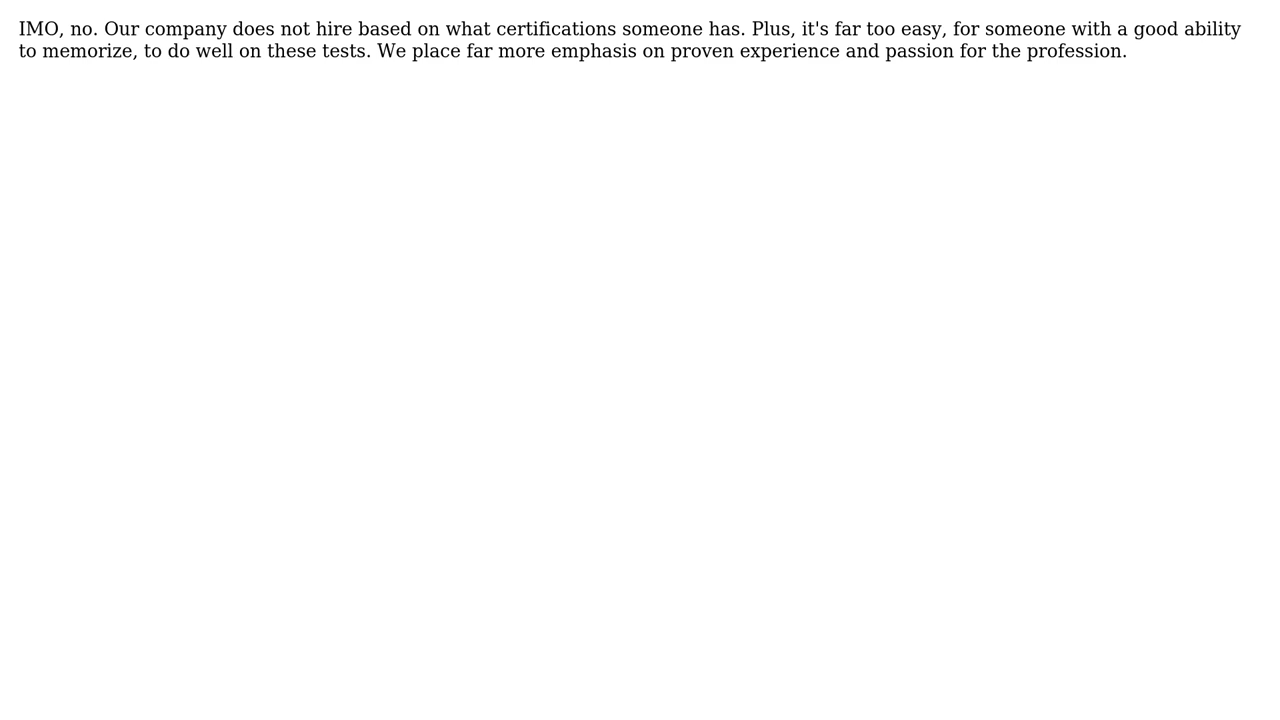 IMO, no. Our company does not hire based on what certifications someone has. Plus, it's far too easy, for someone with a good ability
to memorize, to do well on these tests. We place far more emphasis on proven experience and passion for the profession.